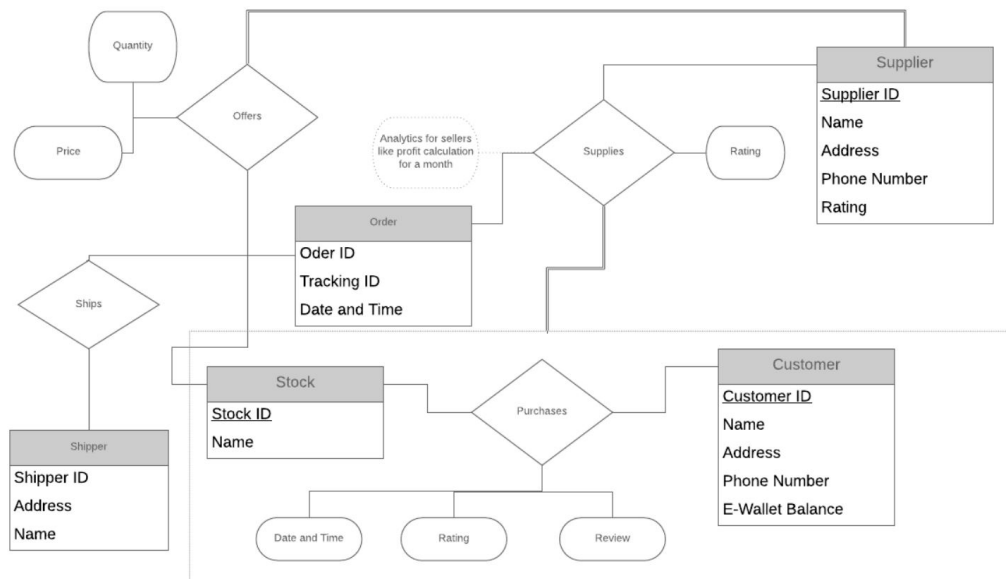 Quantity
Supplier
Supplier ID
Name
Address
Phone Number
Rating
Offers
Price
Analytics for sellers
like profit calculation
for a month
Supplies
Rating
Order
Oder ID
Tracking ID
Date and Time
Ships
Stock
Stock ID
Name
Purchases
Customer
Customer ID
Name
Address
Phone Number
E-Wallet Balance
Shipper
Shipper ID
Address
Name
Date and Time
Rating
Review